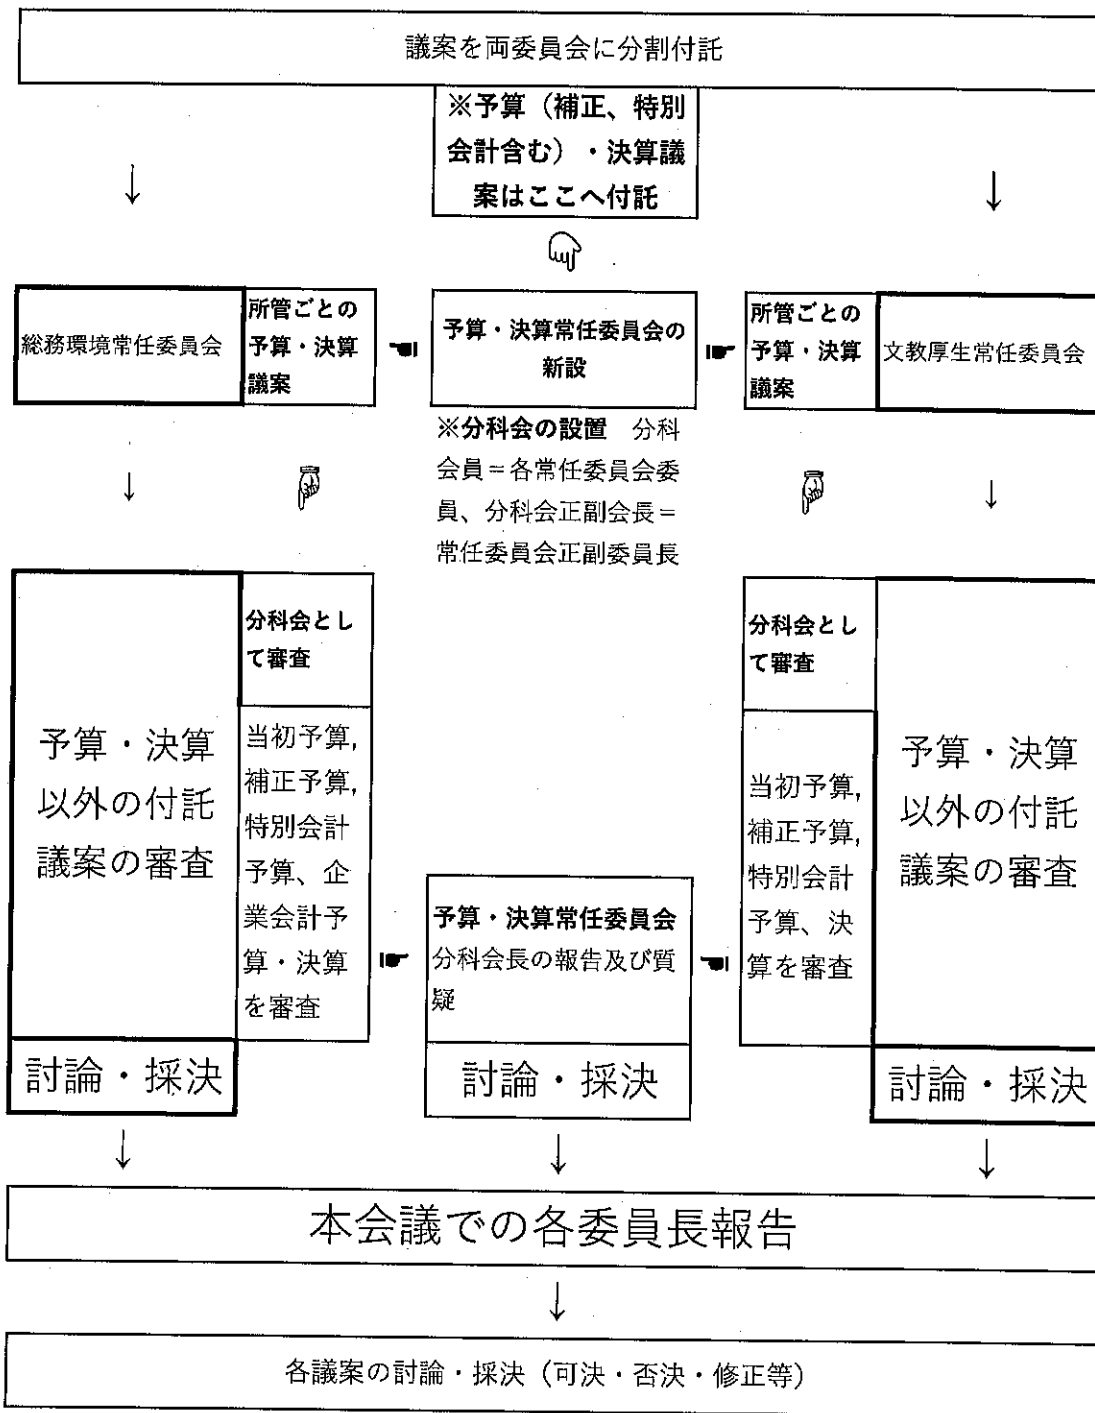 議案を両委員会に分割付託
※予算（補正、特別
会計含む）・決算議
案はここへ付託
↓
↓
☟
総務環境常任委員会
所管ごとの
予算・決算
議案
☚
予算・決算常任委員会の
新設
☛
所管ごとの
予算・決算
議案
文教厚生常任委員会
※分科会の設置　分科
会員＝各常任委員会委
員、分科会正副会長＝
常任委員会正副委員長
↓
☟
☟
↓
予算・決算
以外の付託
議案の審査
分科会とし
て審査
当初予算,
補正予算,
特別会計
予算、企
業会計予
算・決算
を審査
☛
予算・決算常任委員会
分科会長の報告及び質
疑
☚
分科会とし
て審査
当初予算,
補正予算,
特別会計
予算、決
算を審査
予算・決算
以外の付託
議案の審査
討論・採決
討論・採決
討論・採決
↓
↓
↓
本会議での各委員長報告
↓
各議案の討論・採決（可決・否決・修正等）